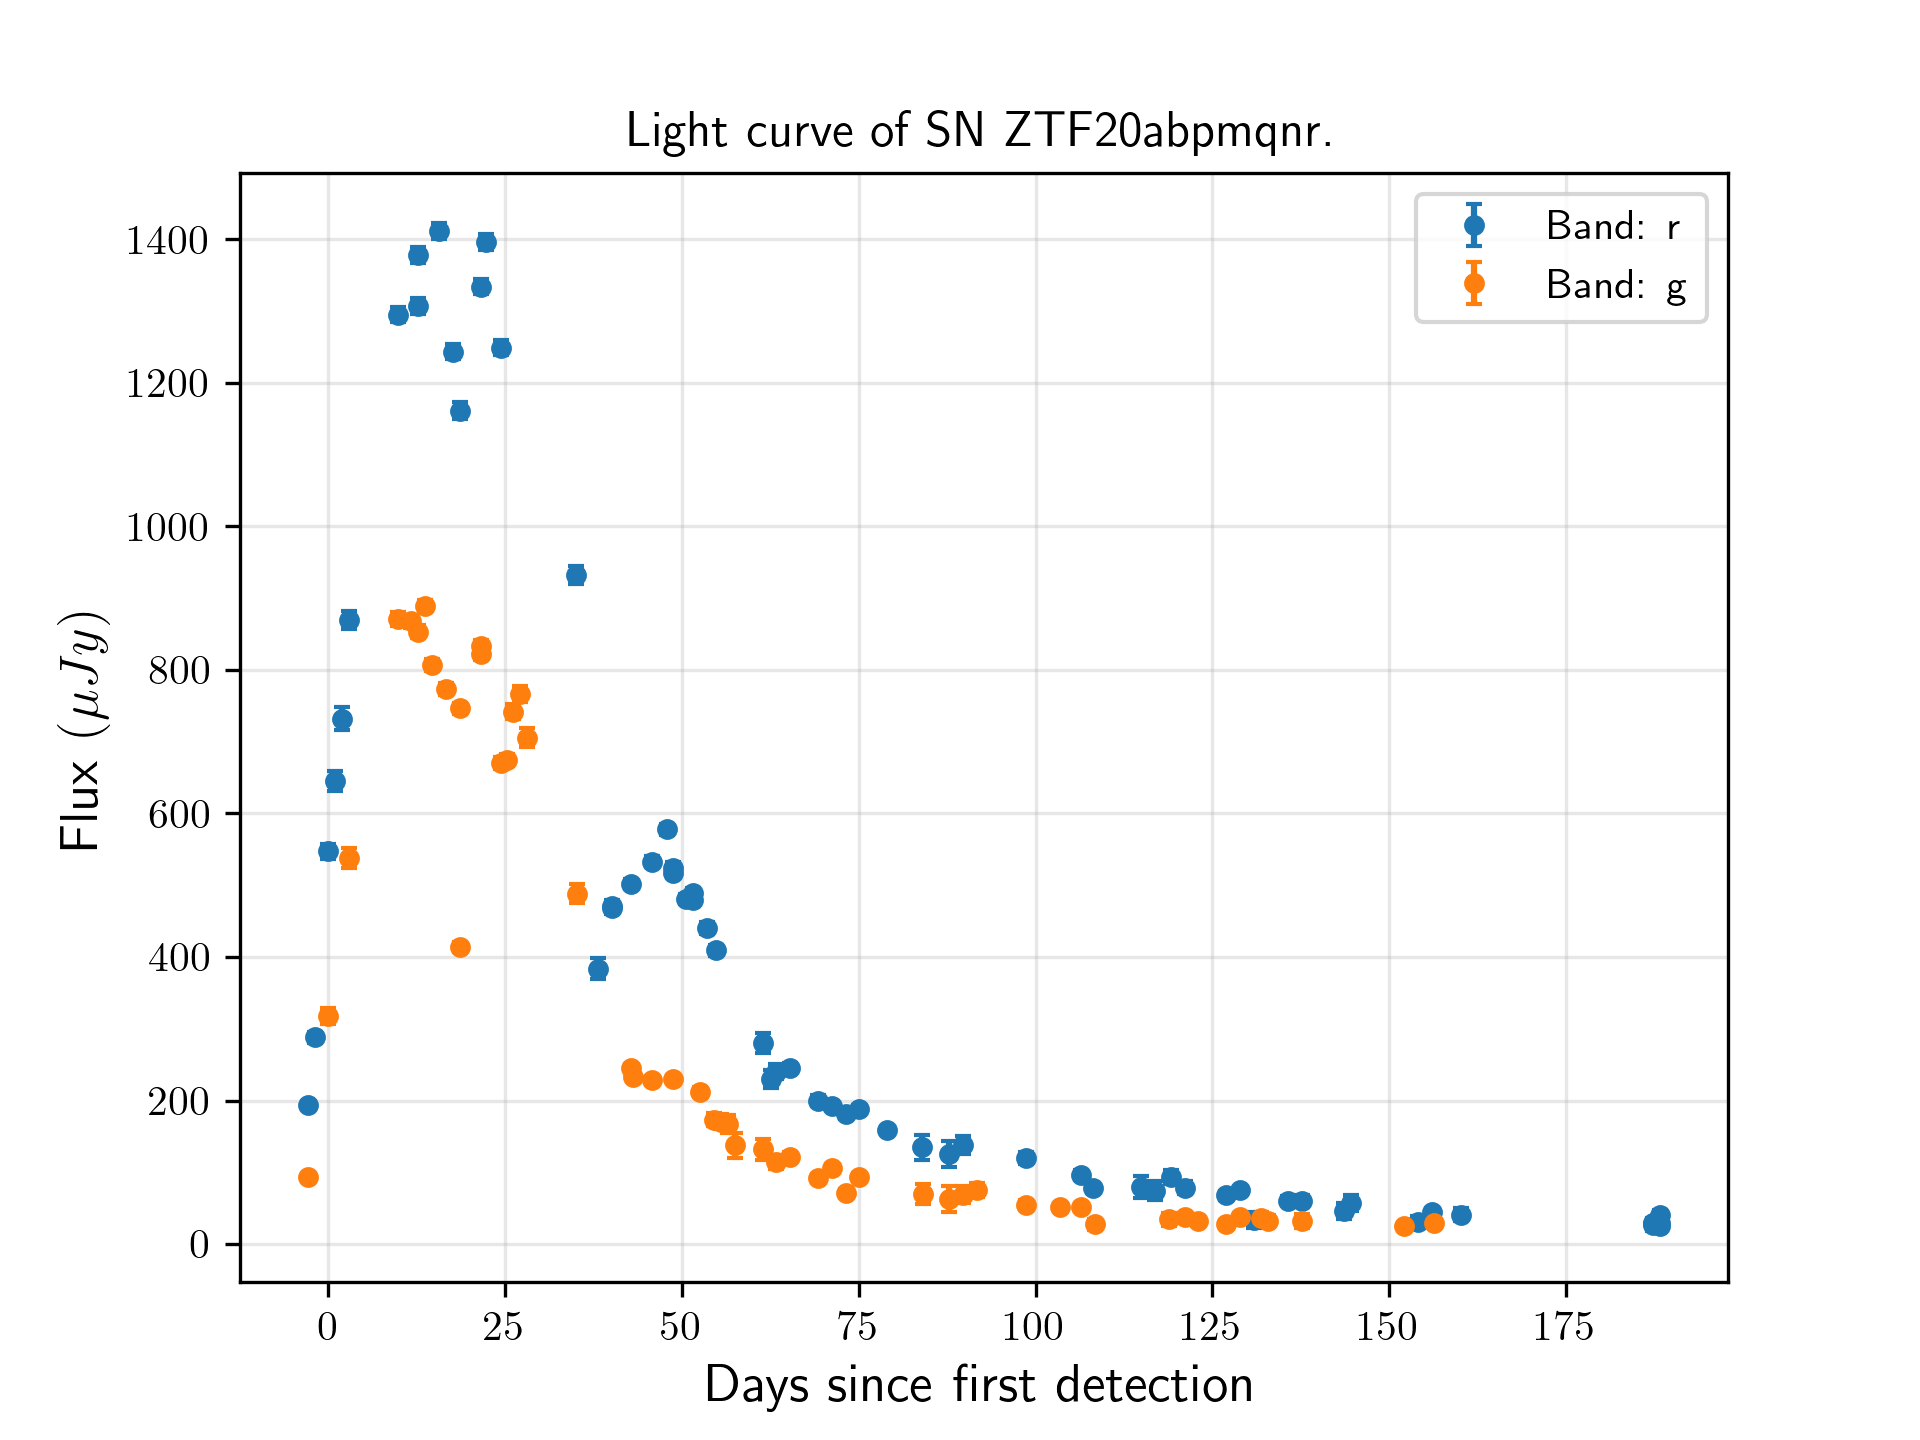 Light curve of SN ZTF20abpmqnr.
Band: r
Band: g
Flux (μJy)
1400
1200
1000
800
600
400
200
0
0 25 50 75 100 125 150 175
Days since first detection